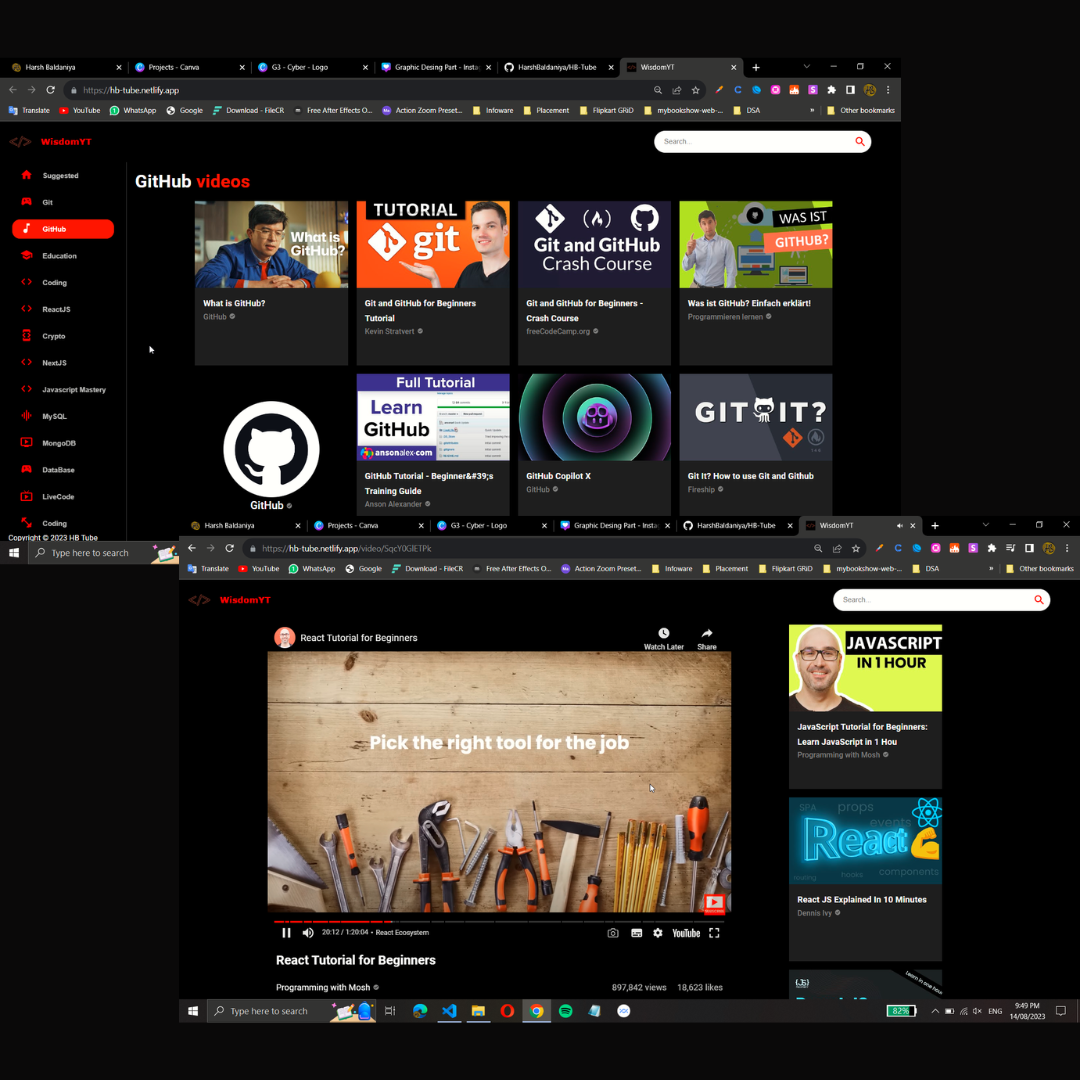 Harsh Baldaniya
Projects - Canva
G3 - Cyber - Logo
Graphic Desing Part - Insta
HarshBaldaniya/HB-Tube
WisdomYT
https://hb-tube.netlify.app
Translate
YouTube
WhatsApp
Google
Download - FileCR
Free After Effects O...
Action Zoom Preset...
Infoware
Placement
Flipkart GRiD
mybookshow-web-...
DSA
»
Other bookmarks
WisdomYT
Search...
Suggested
Git
GitHub
Education
Coding
ReactJS
Crypto
NextJS
Javascript Mastery
MySQL
MongoDB
DataBase
LiveCode
Coding
Copyright © 2023 HB Tube
Type here to search
GitHub videos
What is
GitHub?
What is GitHub?
GitHub
TUTORIAL
git
Git and GitHub for Beginners
Tutorial
Kevin Stratvert
Git and GitHub
Crash Course
Git and GitHub for Beginners -
Crash Course
freeCodeCamp.org
WAS IST
GITHUB?
Was ist GitHub? Einfach erklärt!
Programmieren lernen
GitHub
Full Tutorial
Learn
GitHub
ansonalex.com
GitHub Tutorial - Beginner&#39;s
Training Guide
Anson Alexander
GitHub Copilot X
GitHub
GIT IT?
Git It? How to use Git and Github
Fireship
Harsh Baldaniya
Projects - Canva
G3 - Cyber - Logo
Graphic Desing Part - Insta
HarshBaldaniya/HB-Tube
WisdomYT
https://hb-tube.netlify.app/video/SqcY0GlETPk
Translate
YouTube
WhatsApp
Google
Download - FileCR
Free After Effects O...
Action Zoom Preset...
Infoware
Placement
Flipkart GRiD
mybookshow-web-...
DSA
»
Other bookmarks
WisdomYT
Search...
React Tutorial for Beginners
Watch Later
Share
Pick the right tool for the job
20:12 / 1:20:04 • React Ecosystem
YouTube
React Tutorial for Beginners
Programming with Mosh
897,842 views
18,623 likes
JAVASCRIPT
IN 1 HOUR
JavaScript Tutorial for Beginners:
Learn JavaScript in 1 Hou
Programming with Mosh
SPA
props
events
React
hooks
components
React JS Explained In 10 Minutes
Dennis Ivy
Learn in one hour
Type here to search
82%
ENG
9:49 PM
14/08/2023